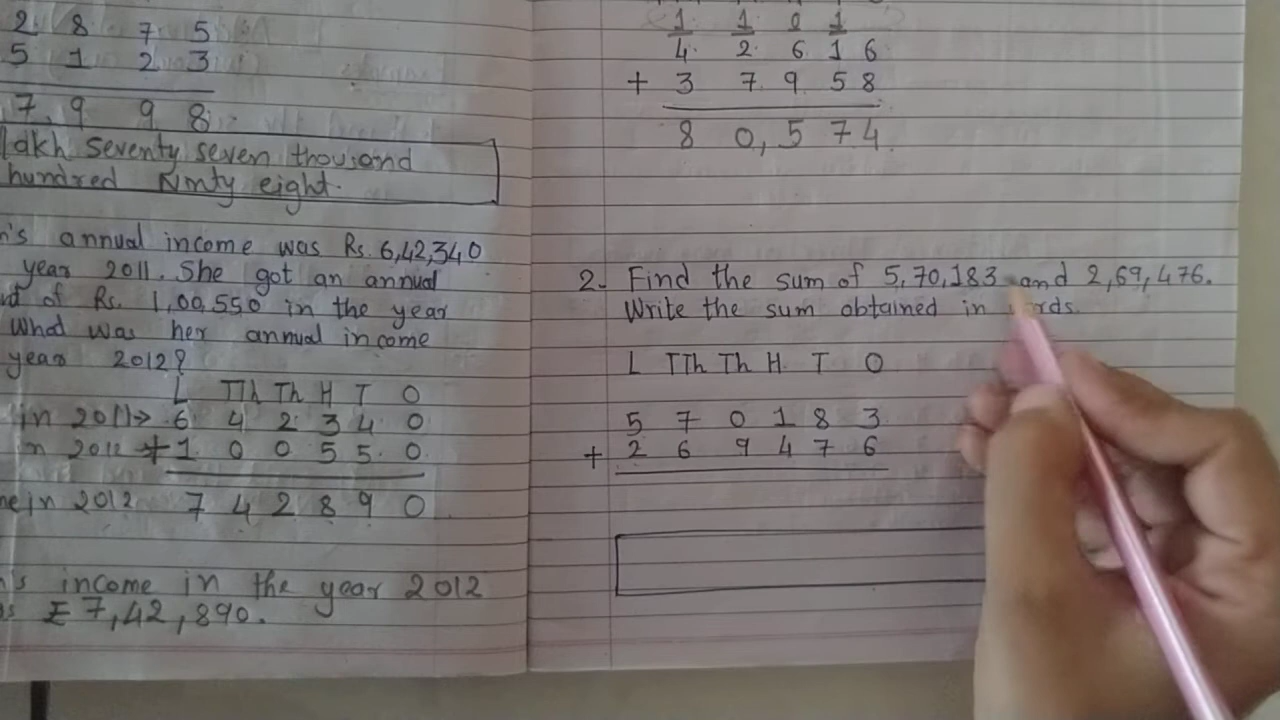 2 8 7 5
5 1 2 3
7, 9 9 8
lakh seventy seven thousand
hundred Ninty eight.
n's annual income was Rs. 6,42,340
year 2011. She got an annual
of Rs. 1,00,550 in the year
What was her annual income
year 2012?
L TTh Th H T O
in 2011→ 6 4 2 3 4 0
in 2012 + 1 0 0 5 5 0
in 2012 7 4 2 8 9 0
's income in the year 2012
₹ 7,42,890.
1 1 0 1
4 2 6 1 6
+ 3 7 9 5 8
8 0, 5 7 4
2. Find the sum of 5,70,183 and 2,69,476.
Write the sum obtained in words.
L TTh Th H T O
5 7 0 1 8 3
+ 2 6 9 4 7 6